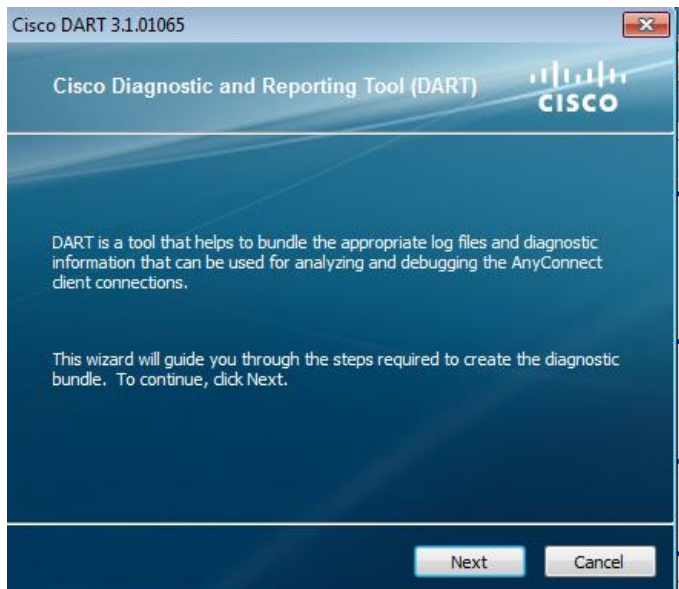 Cisco DART 3.1.01065
Cisco Diagnostic and Reporting Tool (DART)
CISCO
DART is a tool that helps to bundle the appropriate log files and diagnostic
information that can be used for analyzing and debugging the AnyConnect
client connections.
This wizard will guide you through the steps required to create the diagnostic
bundle. To continue, click Next.
Next
Cancel